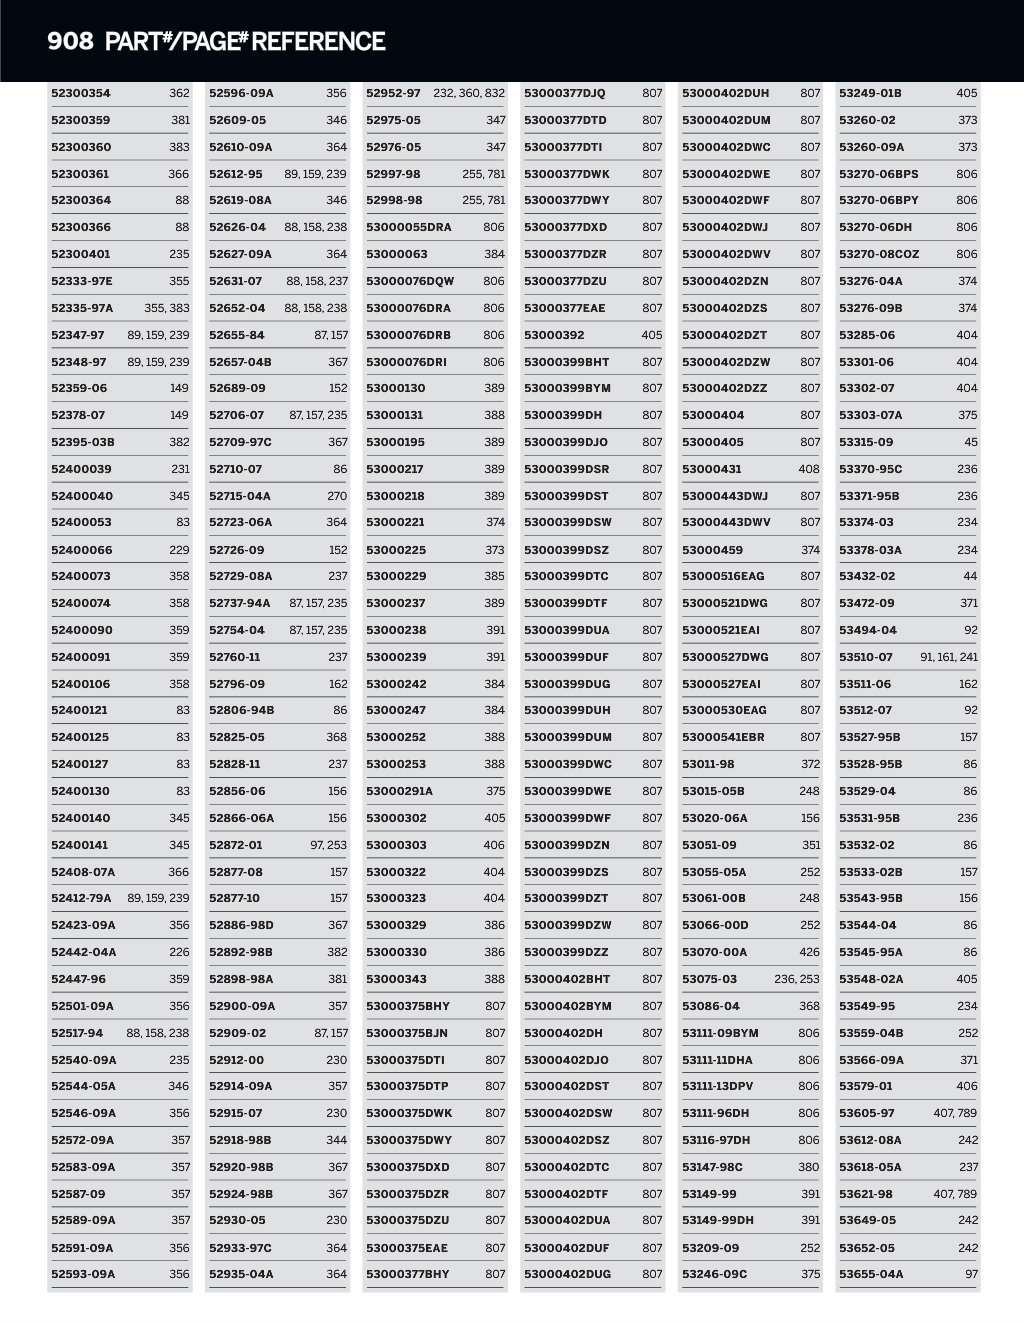 908 PART#/PAGE# REFERENCE
52300354 362
52300359 381
52300360 383
52300361 366
52300364 88
52300366 88
52300401 235
52333-97E 355
52335-97A 355, 383
52347-97 89, 159, 239
52348-97 89, 159, 239
52359-06 149
52378-07 149
52395-03B 382
52400039 231
52400040 345
52400053 83
52400066 229
52400073 358
52400074 358
52400090 359
52400091 359
52400106 358
52400121 83
52400125 83
52400127 83
52400130 83
52400140 345
52400141 345
52408-07A 366
52412-79A 89, 159, 239
52423-09A 356
52442-04A 226
52447-96 359
52501-09A 356
52517-94 88, 158, 238
52540-09A 235
52544-05A 346
52546-09A 356
52572-09A 357
52583-09A 357
52587-09 357
52589-09A 357
52591-09A 356
52593-09A 356
52596-09A 356
52609-05 346
52610-09A 364
52612-95 89, 159, 239
52619-08A 346
52626-04 88, 158, 238
52627-09A 364
52631-07 88, 158, 237
52652-04 88, 158, 238
52655-84 87, 157
52657-04B 367
52689-09 152
52706-07 87, 157, 235
52709-97C 367
52710-07 86
52715-04A 270
52723-06A 364
52726-09 152
52729-08A 237
52737-94A 87, 157, 235
52754-04 87, 157, 235
52760-11 237
52796-09 162
52806-94B 86
52825-05 368
52828-11 237
52856-06 156
52866-06A 156
52872-01 97, 253
52877-08 157
52877-10 157
52886-98D 367
52892-98B 382
52898-98A 381
52900-09A 357
52909-02 87, 157
52912-00 230
52914-09A 357
52915-07 230
52918-98B 344
52920-98B 367
52924-98B 367
52930-05 230
52933-97C 364
52935-04A 364
52952-97 232, 360, 832
52975-05 347
52976-05 347
52997-98 255, 781
52998-98 255, 781
53000055DRA 806
53000063 384
53000076DQW 806
53000076DRA 806
53000076DRB 806
53000076DRI 806
53000130 389
53000131 388
53000195 389
53000217 389
53000218 389
53000221 374
53000225 373
53000229 385
53000237 389
53000238 391
53000239 391
53000242 384
53000247 384
53000252 388
53000253 388
53000291A 375
53000302 405
53000303 406
53000322 404
53000323 404
53000329 386
53000330 386
53000343 388
53000375BHY 807
53000375BJN 807
53000375DTI 807
53000375DTP 807
53000375DWK 807
53000375DWY 807
53000375DXD 807
53000375DZR 807
53000375DZU 807
53000375EAE 807
53000377BHY 807
53000377DJQ 807
53000377DTD 807
53000377DTI 807
53000377DWK 807
53000377DWY 807
53000377DXD 807
53000377DZR 807
53000377DZU 807
53000377EAE 807
53000392 405
53000399BHT 807
53000399BYM 807
53000399DH 807
53000399DJO 807
53000399DSR 807
53000399DST 807
53000399DSW 807
53000399DSZ 807
53000399DTC 807
53000399DTF 807
53000399DUA 807
53000399DUF 807
53000399DUG 807
53000399DUH 807
53000399DUM 807
53000399DWC 807
53000399DWE 807
53000399DWF 807
53000399DZN 807
53000399DZS 807
53000399DZT 807
53000399DZW 807
53000399DZZ 807
53000402BHT 807
53000402BYM 807
53000402DH 807
53000402DJO 807
53000402DST 807
53000402DSW 807
53000402DSZ 807
53000402DTC 807
53000402DTF 807
53000402DUA 807
53000402DUF 807
53000402DUG 807
53000402DUH 807
53000402DUM 807
53000402DWC 807
53000402DWE 807
53000402DWF 807
53000402DWJ 807
53000402DWV 807
53000402DZN 807
53000402DZS 807
53000402DZT 807
53000402DZW 807
53000402DZZ 807
53000404 807
53000405 807
53000431 408
53000443DWJ 807
53000443DWV 807
53000459 374
53000516EAG 807
53000521DWG 807
53000521EAI 807
53000527DWG 807
53000527EAI 807
53000530EAG 807
53000541EBR 807
53011-98 372
53015-05B 248
53020-06A 156
53051-09 351
53055-05A 252
53061-00B 248
53066-00D 252
53070-00A 426
53075-03 236, 253
53086-04 368
53111-09BYM 806
53111-11DHA 806
53111-13DPV 806
53111-96DH 806
53116-97DH 806
53147-98C 380
53149-99 391
53149-99DH 391
53209-09 252
53246-09C 375
53249-01B 405
53260-02 373
53260-09A 373
53270-06BPS 806
53270-06BPY 806
53270-06DH 806
53270-08COZ 806
53276-04A 374
53276-09B 374
53285-06 404
53301-06 404
53302-07 404
53303-07A 375
53315-09 45
53370-95C 236
53371-95B 236
53374-03 234
53378-03A 234
53432-02 44
53472-09 371
53494-04 92
53510-07 91, 161, 241
53511-06 162
53512-07 92
53527-95B 157
53528-95B 86
53529-04 86
53531-95B 236
53532-02 86
53533-02B 157
53543-95B 156
53544-04 86
53545-95A 86
53548-02A 405
53549-95 234
53559-04B 252
53566-09A 371
53579-01 406
53605-97 407, 789
53612-08A 242
53618-05A 237
53621-98 407, 789
53649-05 242
53652-05 242
53655-04A 97